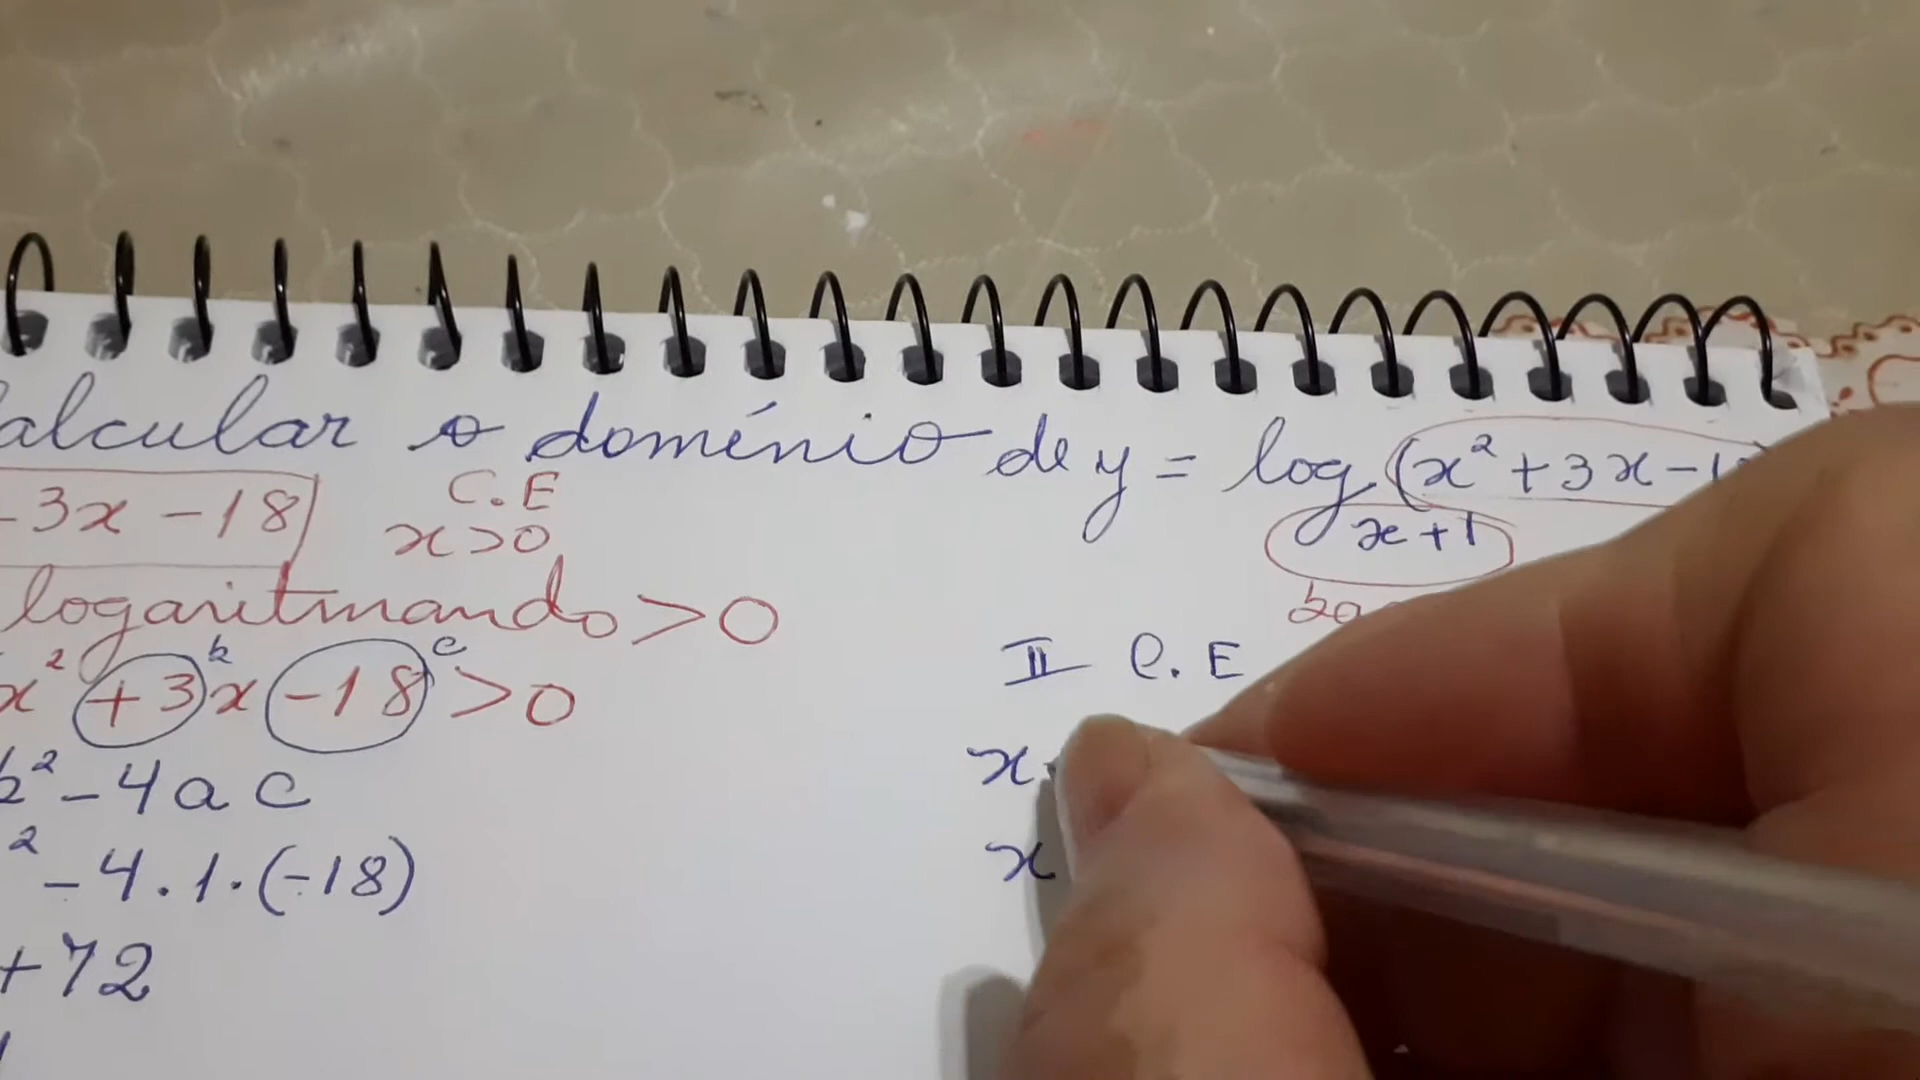 alcular o domínio de y = log (x² + 3x - 1
x + 1
- 3x - 18
C.E
x > 0
logaritmando > 0
x² + 3x - 18 > 0
b c
b² - 4ac
² - 4 . 1 . (-18)
+ 72
II C.E
x
x